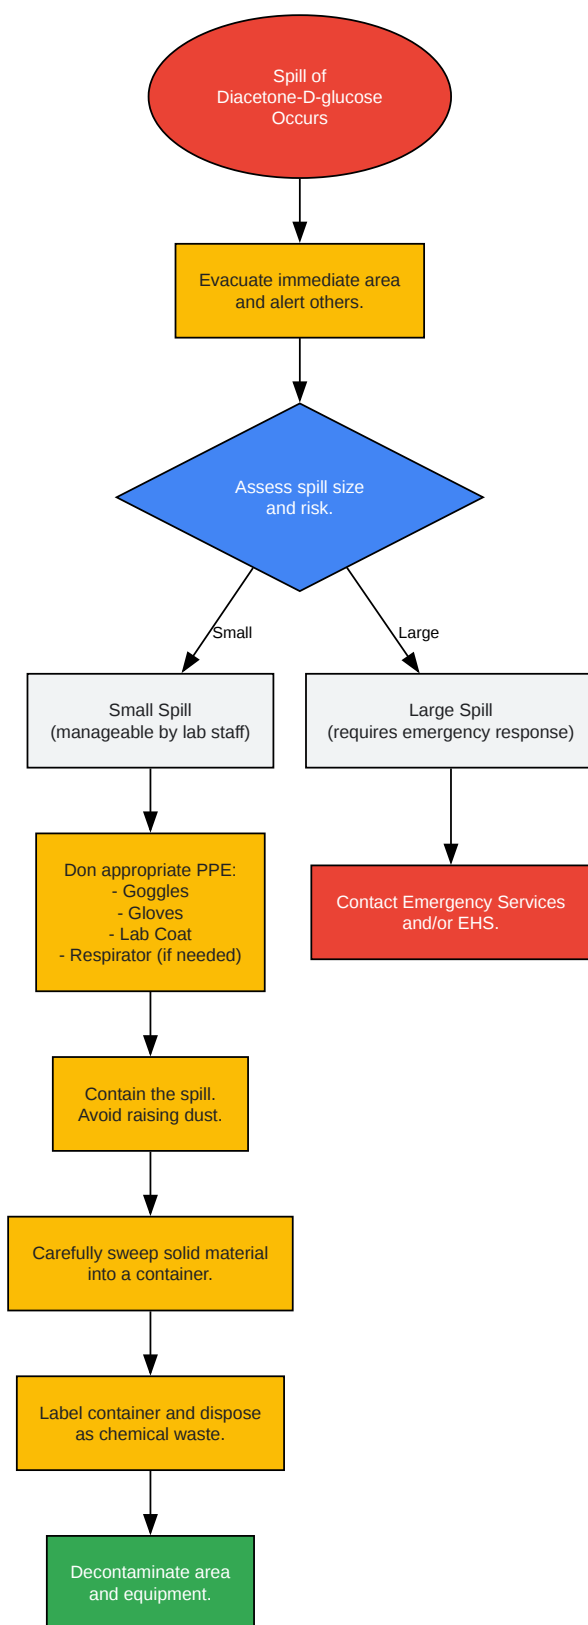 Spill of
Diacetone-D-glucose
Occurs
Evacuate immediate area
and alert others.
Assess spill size
and risk.
Small
Large
Small Spill
(manageable by lab staff)
Large Spill
(requires emergency response)
Don appropriate PPE:
- Goggles
- Gloves
- Lab Coat
- Respirator (if needed)
Contact Emergency Services
and/or EHS.
Contain the spill.
Avoid raising dust.
Carefully sweep solid material
into a container.
Label container and dispose
as chemical waste.
Decontaminate area
and equipment.